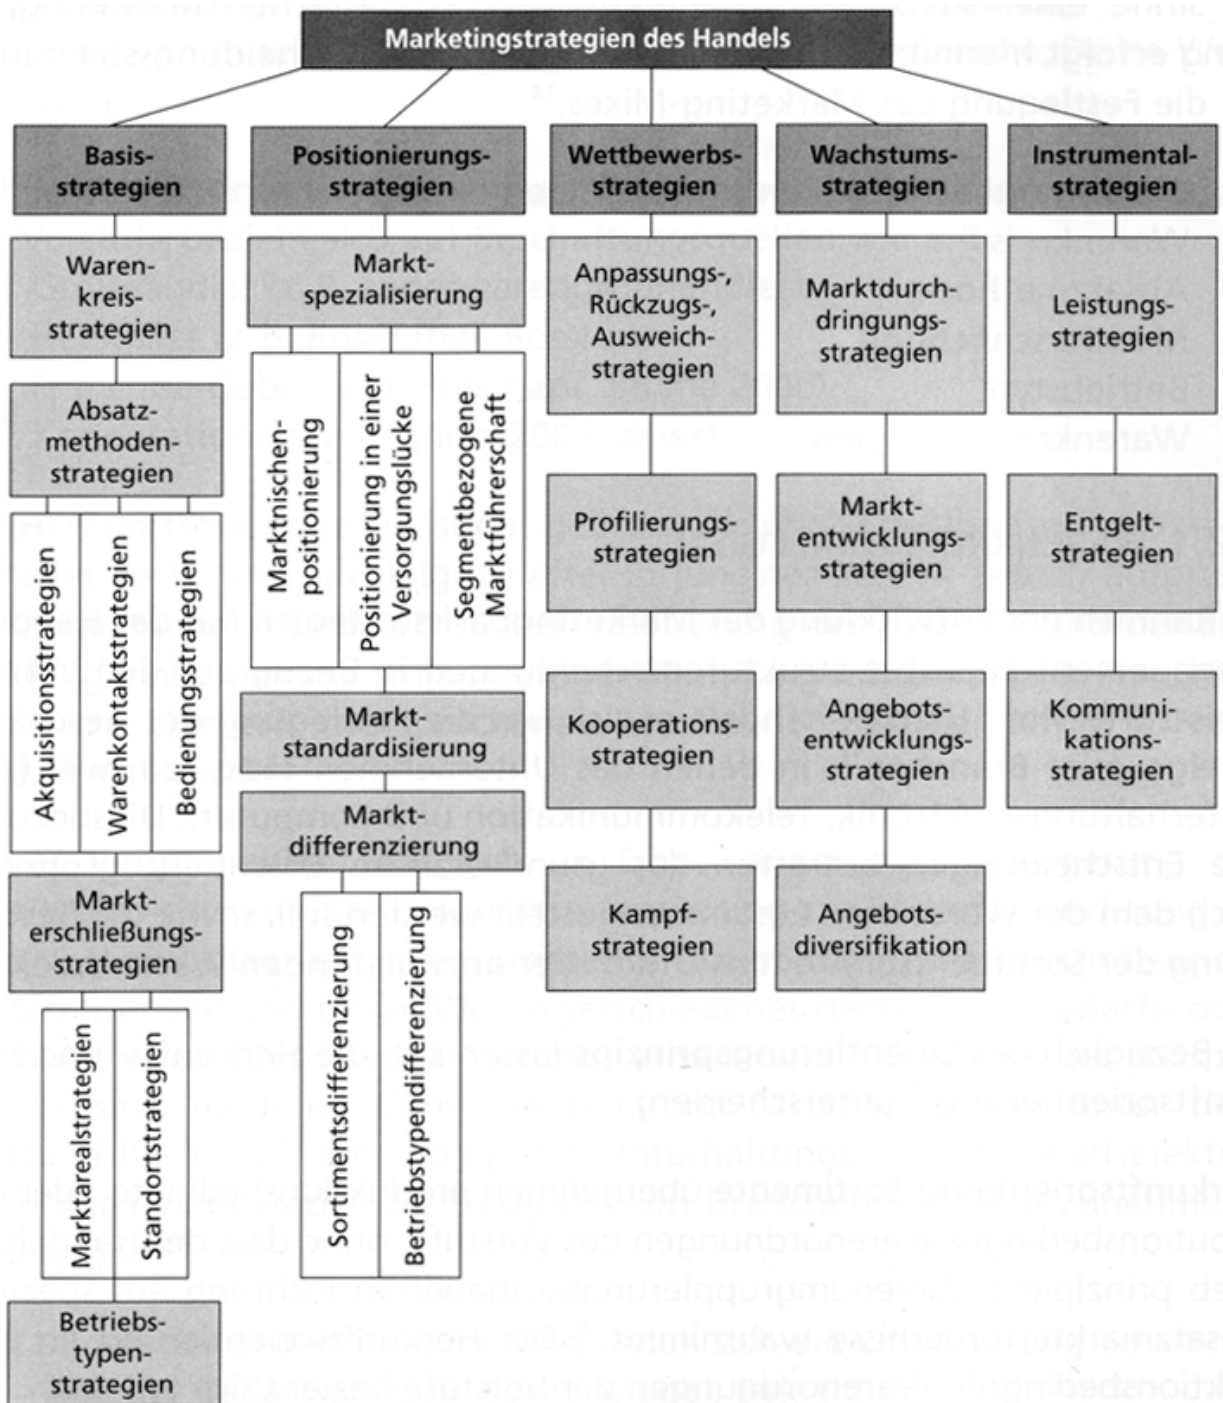 Marketingstrategien des Handels
Basis-
strategien
Waren-
kreis-
strategien
Absatz-
methoden-
strategien
Akquisitionsstrategien
Warenkontaktstrategien
Bedienungsstrategien
Markt-
erschließungs-
strategien
Marktarealstrategien
Standortstrategien
Betriebs-
typen-
strategien
Positionierungs-
strategien
Markt-
spezialisierung
Marktnischen-
positionierung
Positionierung in einer
Versorgungslücke
Segmentbezogene
Marktführerschaft
Markt-
standardisierung
Markt-
differenzierung
Sortimentsdifferenzierung
Betriebstypendifferenzierung
Wettbewerbs-
strategien
Anpassungs-,
Rückzugs-,
Ausweich-
strategien
Profilierungs-
strategien
Kooperations-
strategien
Kampf-
strategien
Wachstums-
strategien
Marktdurch-
dringungs-
strategien
Markt-
entwicklungs-
strategien
Angebots-
entwicklungs-
strategien
Angebots-
diversifikation
Instrumental-
strategien
Leistungs-
strategien
Entgelt-
strategien
Kommuni-
kations-
strategien